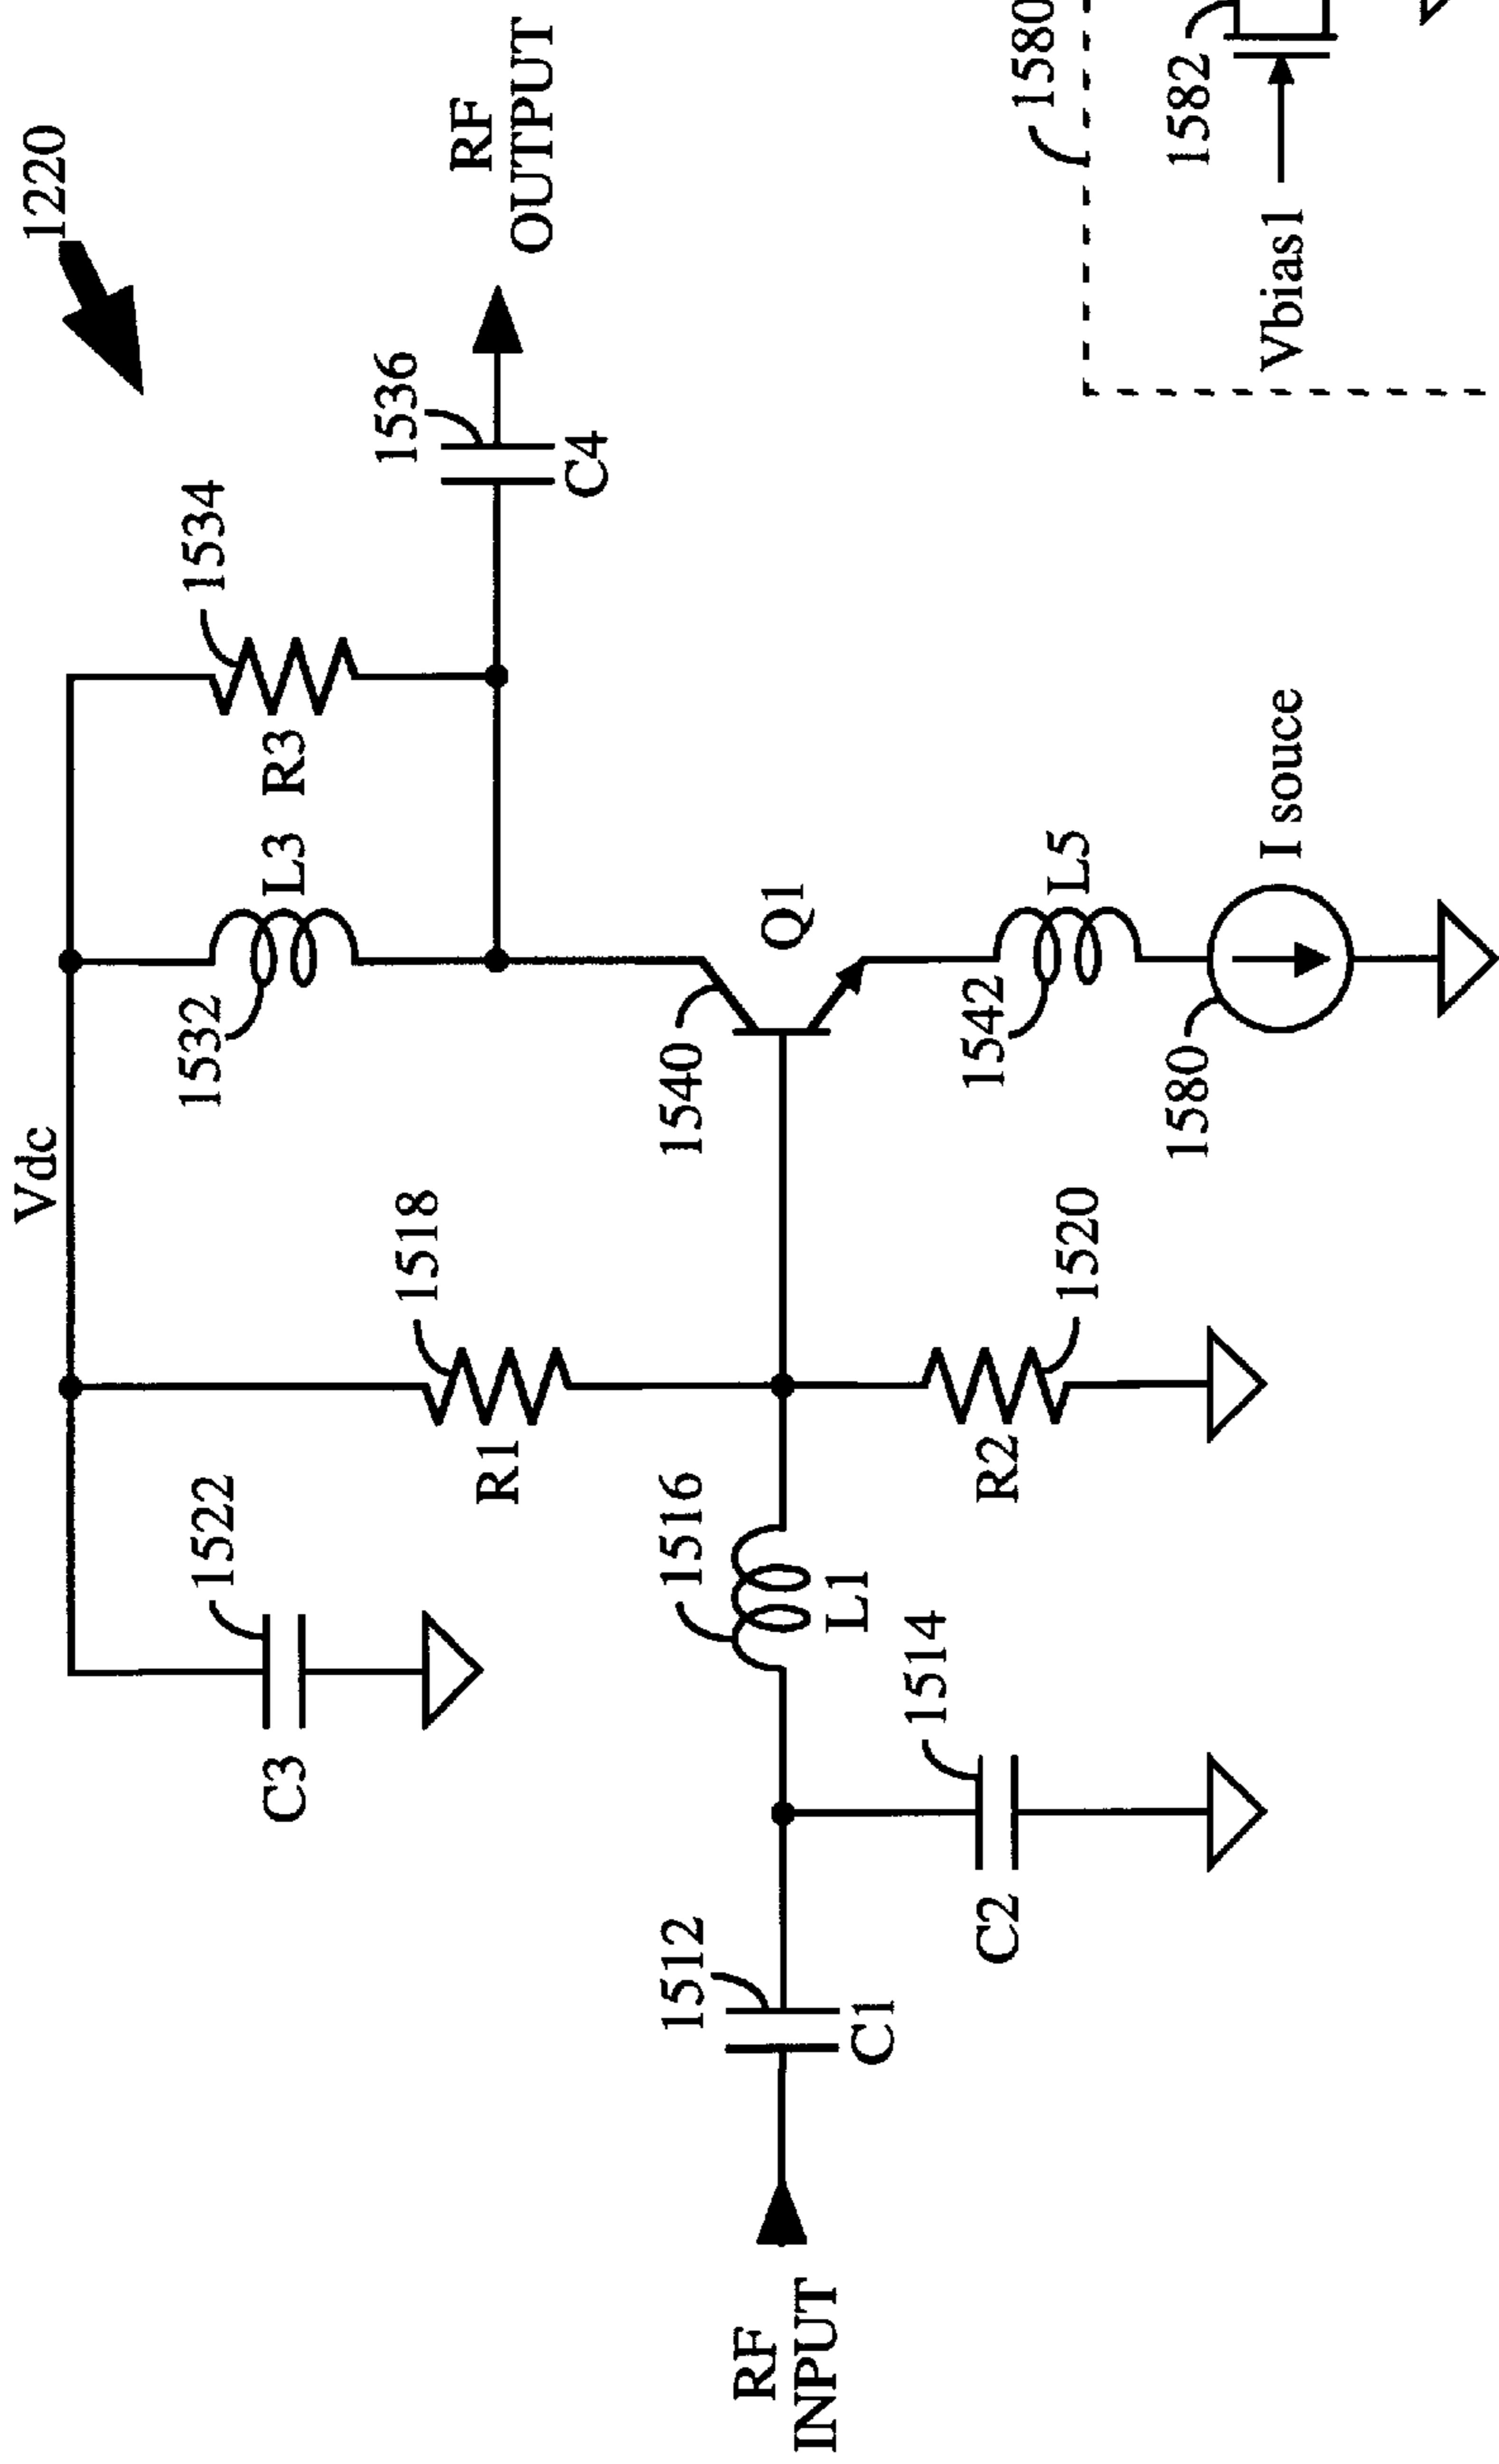 1220
Vdc
RF
OUTPUT
1522
C3
1518
R1
1532
L3
R3
1534
1536
C4
RF
INPUT
1512
C1
1514
C2
1516
L1
R2
1520
1540
Q1
1542
L5
1580
I souce
1580
1582
Vbias1